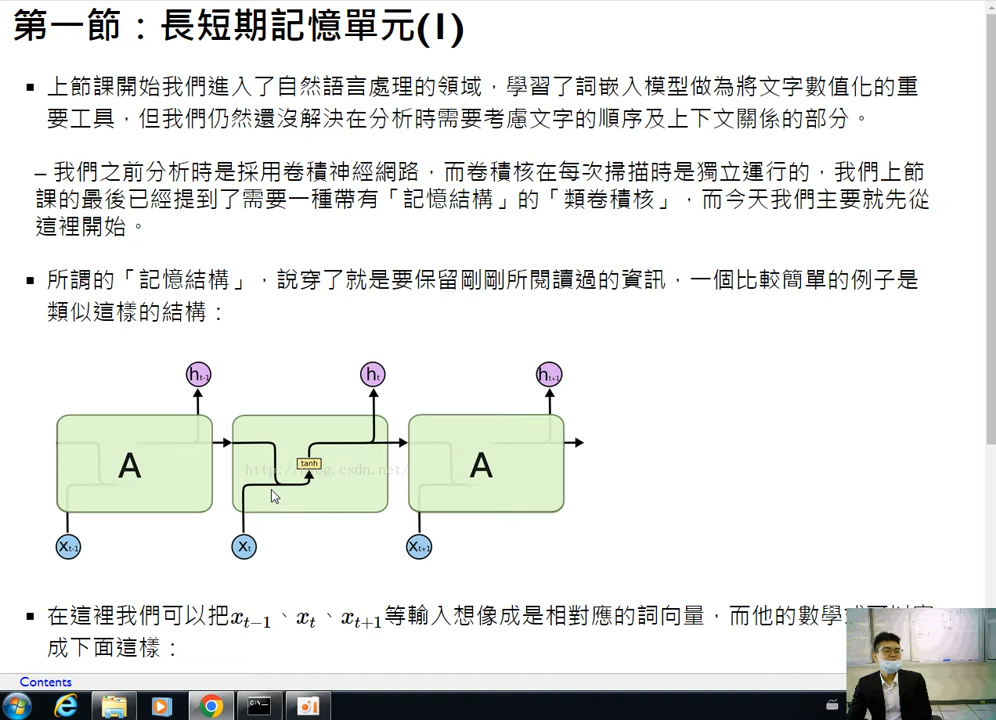 第一節：長短期記憶單元(I)
上節課開始我們進入了自然語言處理的領域，學習了詞嵌入模型做為將文字數值化的重
要工具，但我們仍然還沒解決在分析時需要考慮文字的順序及上下文關係的部分。
– 我們之前分析時是採用卷積神經網路，而卷積核在每次掃描時是獨立運行的，我們上節
課的最後已經提到了需要一種帶有「記憶結構」的「類卷積核」，而今天我們主要就先從
這裡開始。
所謂的「記憶結構」，說穿了就是要保留剛剛所閱讀過的資訊，一個比較簡單的例子是
類似這樣的結構：
h t-1
h t
h t+1
A
tanh
A
X t-1
X t
X t+1
在這裡我們可以把x t−1、x t、x t+1等輸入想像成是相對應的詞向量，而他的數學
成下面這樣：
Contents